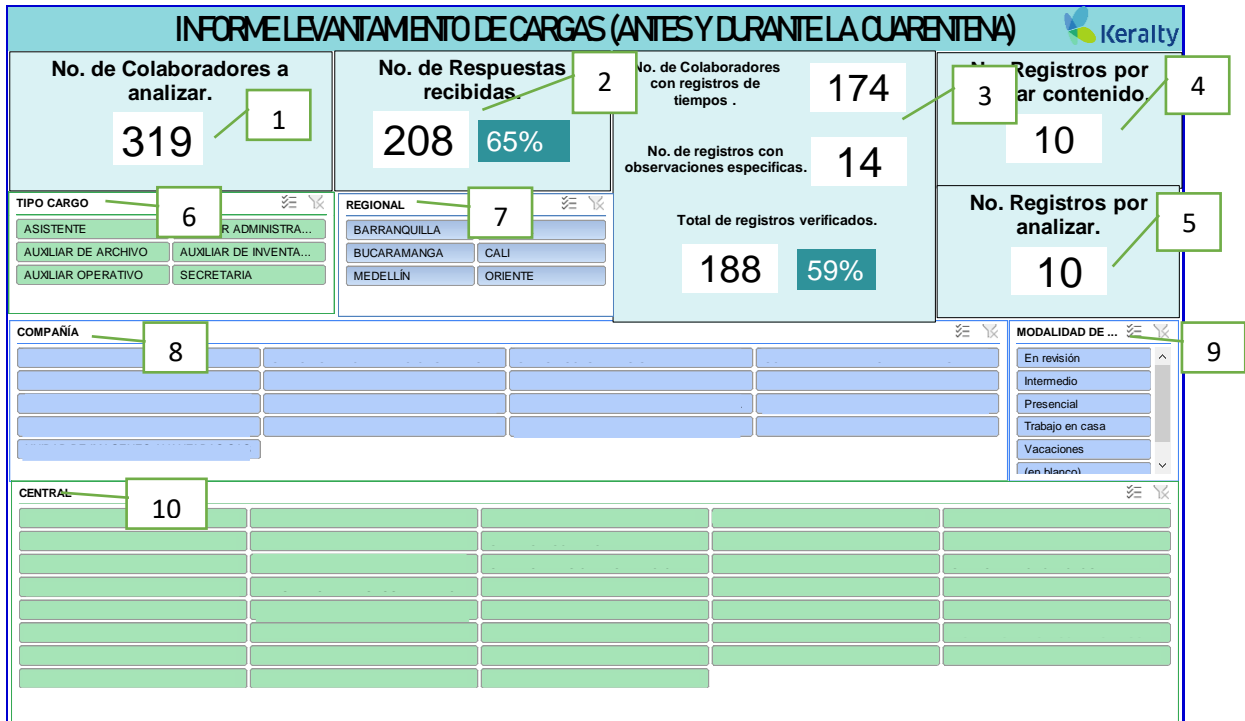 INFORME LEVANTAMIENTO DE CARGAS (ANTES Y DURANTE LA CUARENTENA)
Keralty
No. de Colaboradores a
analizar.
319
1
No. de Respuestas
recibidas.
208
65%
2
No. de Colaboradores
con registros de
tiempos .
174
3
No. de registros con
observaciones especificas.
14
Total de registros verificados.
188
59%
Registros por
contenido.
10
4
No. Registros por
analizar.
10
5
TIPO CARGO
6
ASISTENTE
ADMINISTRA...
AUXILIAR DE ARCHIVO
AUXILIAR DE INVENTA...
AUXILIAR OPERATIVO
SECRETARIA
REGIONAL
7
BARRANQUILLA
BUCARAMANGA
CALI
MEDELLÍN
ORIENTE
COMPAÑÍA
8
MODALIDAD DE ...
9
En revisión
Intermedio
Presencial
Trabajo en casa
Vacaciones
(en blanco)
CENTRAL
10